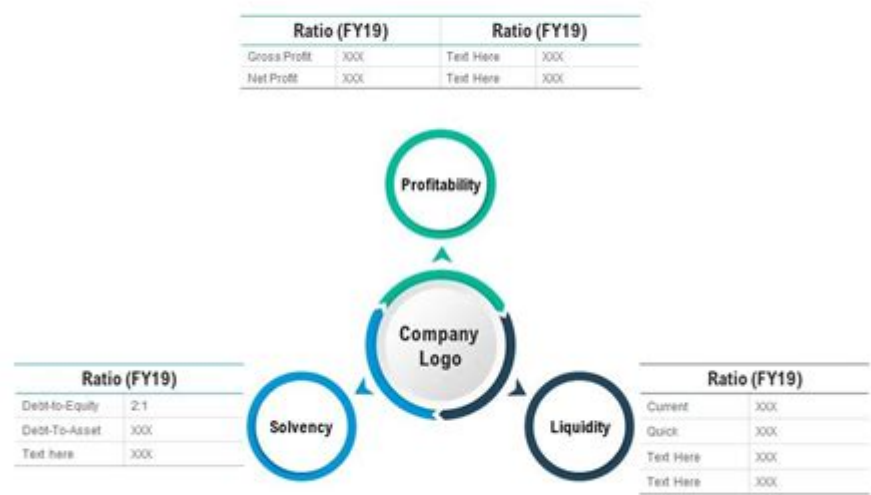 Ratio (FY19) Ratio (FY19)
Gross Profit XXX Text Here XXX
Net Profit XXX Text Here XXX
Profitability
Company
Logo
Ratio (FY19)
Debt-to-Equity 2:1
Debt-To-Asset XXX
Text here XXX
Solvency
Liquidity
Ratio (FY19)
Current XXX
Quick XXX
Text Here XXX
Text Here XXX